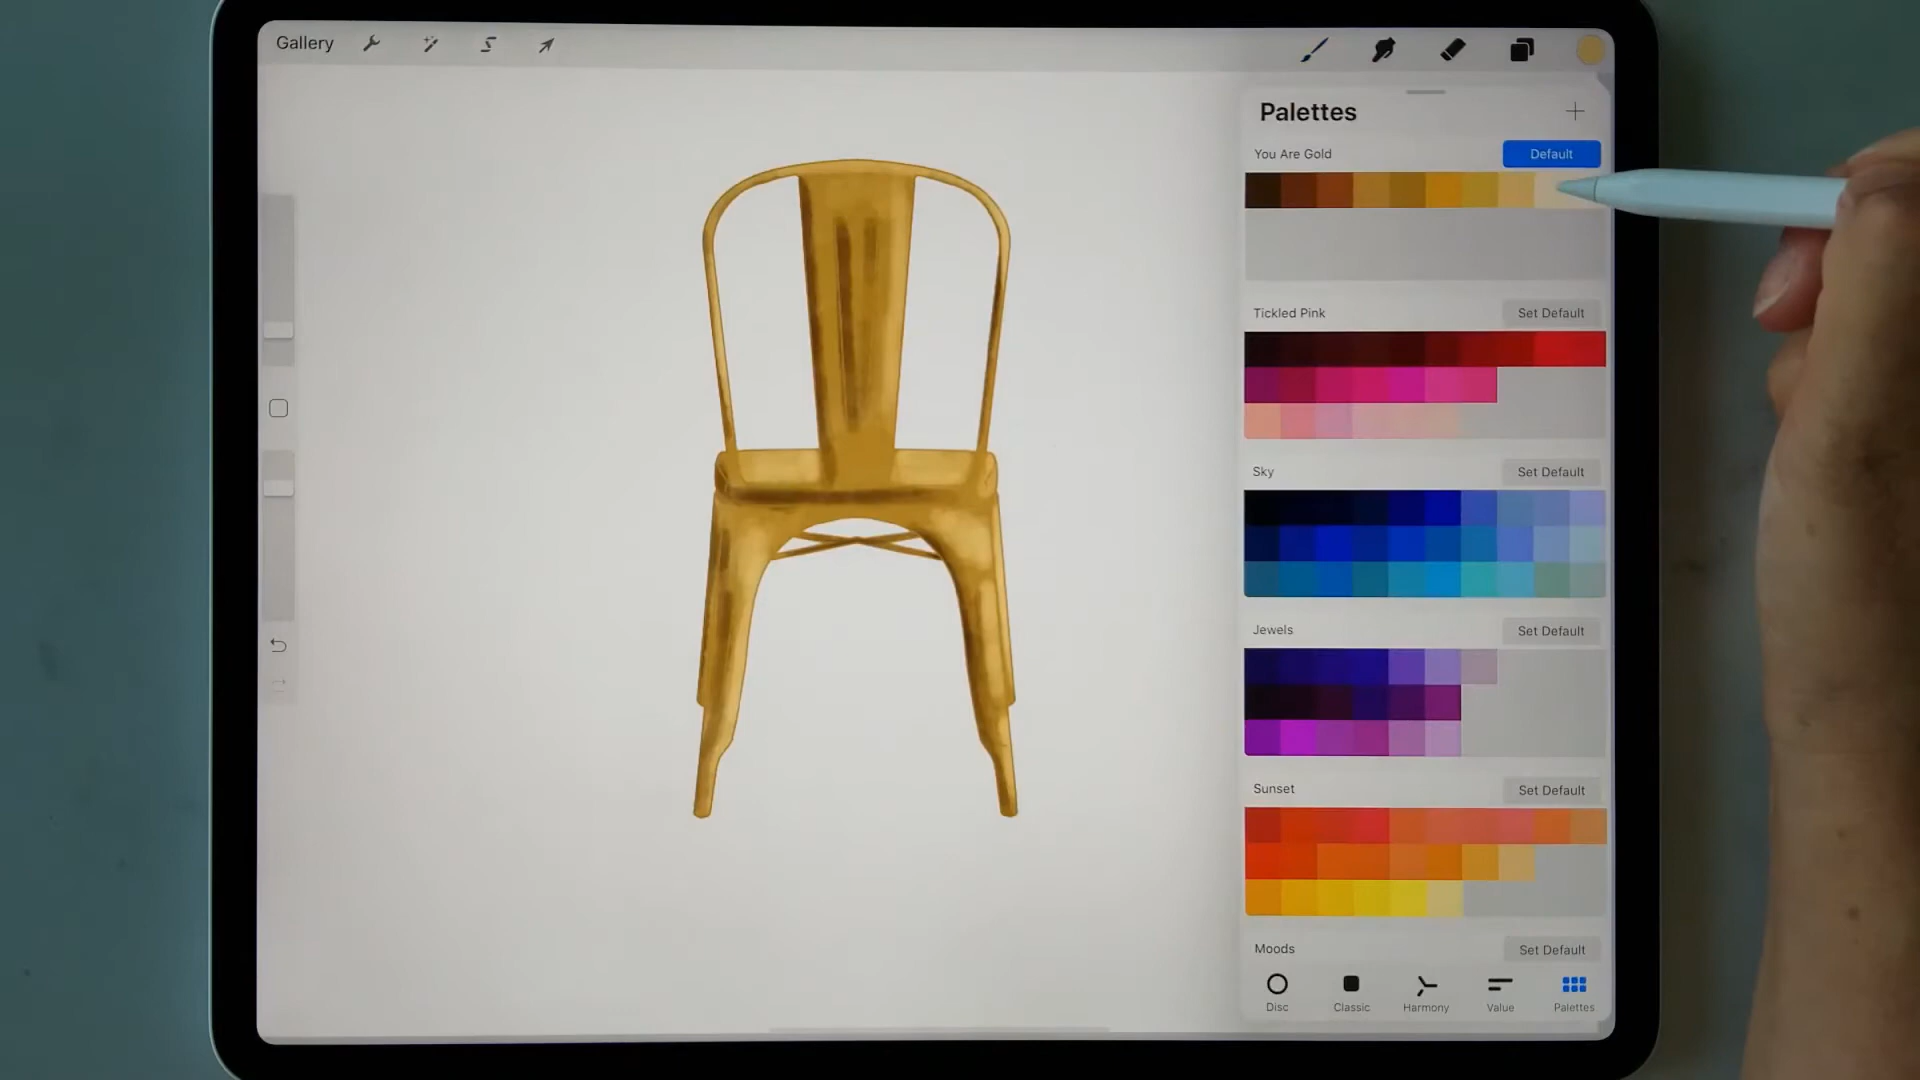 Gallery
Palettes
You Are Gold
Default
Tickled Pink
Set Default
Sky
Set Default
Jewels
Set Default
Sunset
Set Default
Moods
Set Default
Disc
Classic
Harmony
Value
Palettes